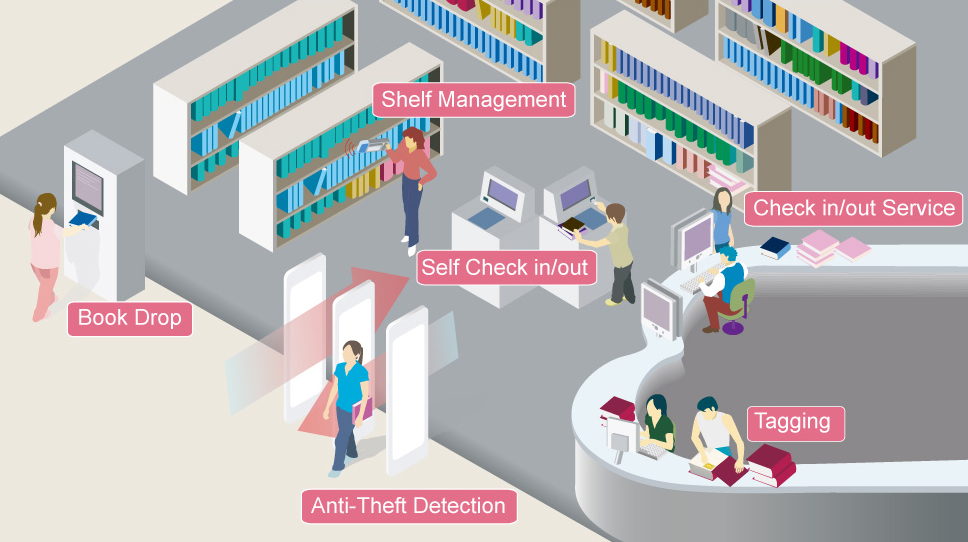 Shelf Management
Check in/out Service
Self Check in/out
Book Drop
Tagging
Anti-Theft Detection